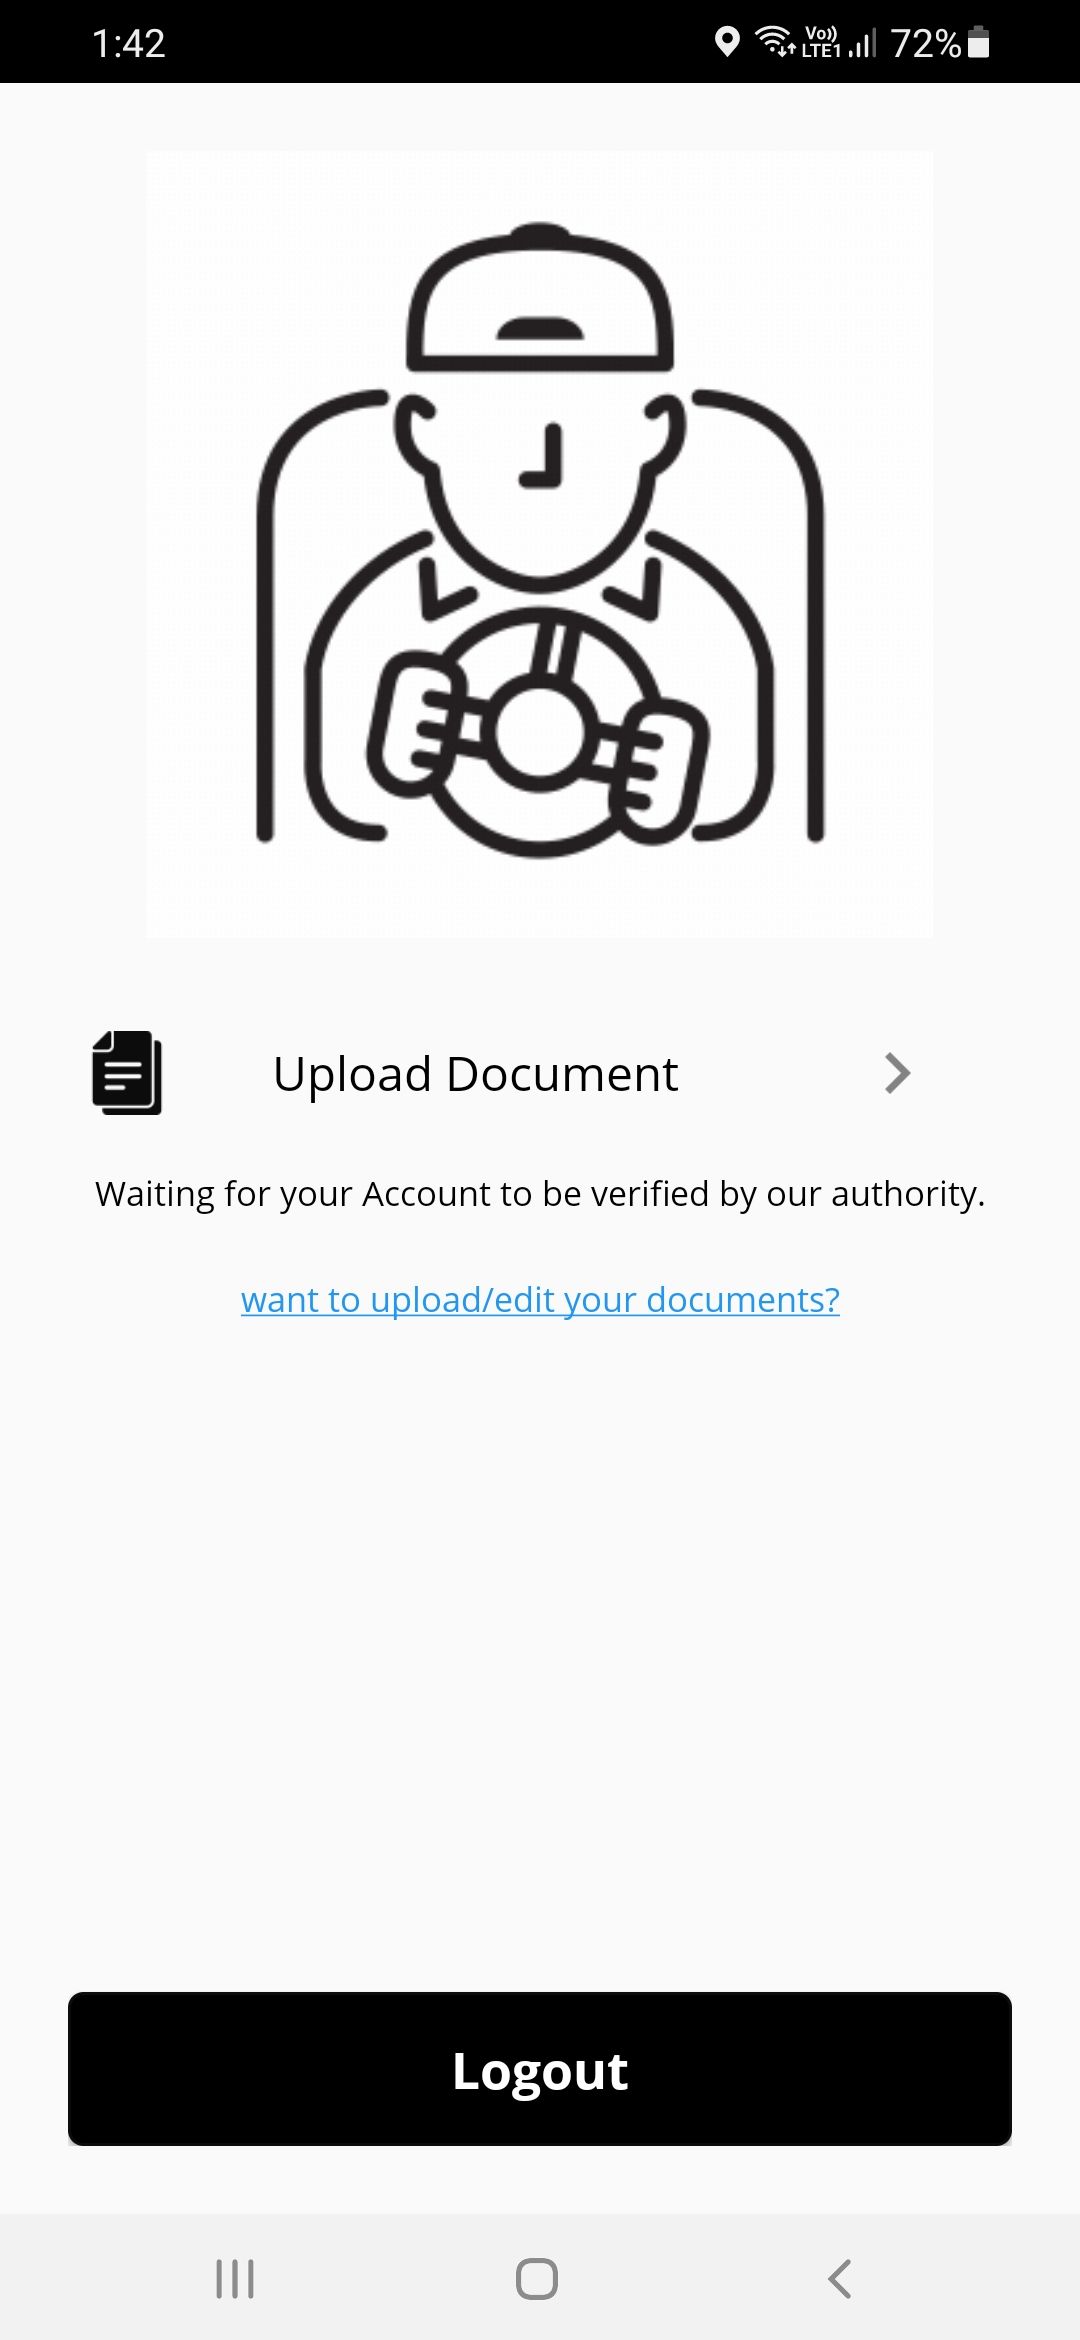 1:42
Vo)) LTE1 72%
Upload Document
Waiting for your Account to be verified by our authority.
want to upload/edit your documents?
Logout